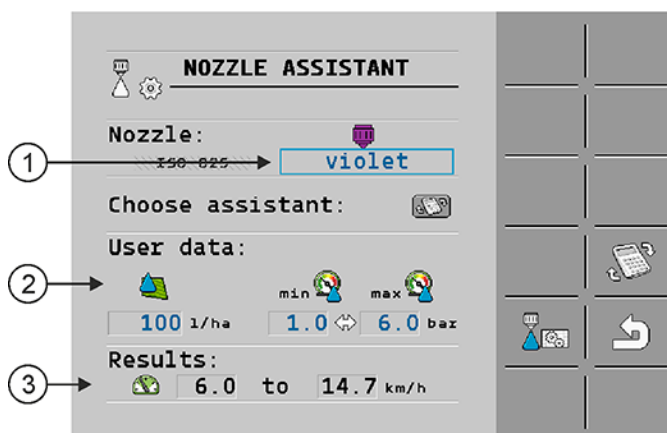 NOZZLE ASSISTANT
Nozzle:
1 ISO 025 violet
Choose assistant:
User data:
2
min max
100 l/ha 1.0 6.0 bar
Results:
3 6.0 to 14.7 km/h